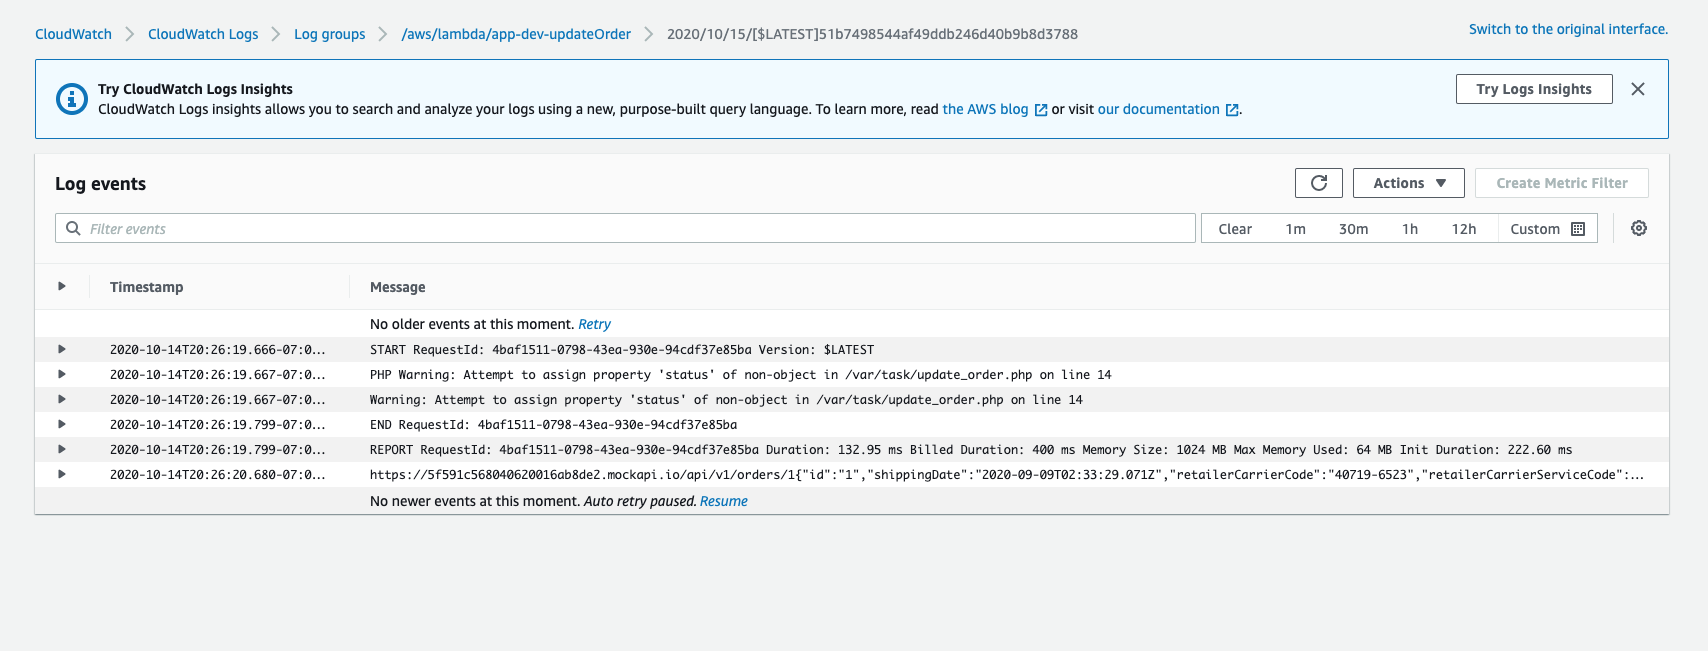 CloudWatch > CloudWatch Logs > Log groups > /aws/lambda/app-dev-updateOrder > 2020/10/15/[$LATEST]51b7498544af49ddb246d40b9b8d3788
Switch to the original interface.
Try CloudWatch Logs Insights
CloudWatch Logs insights allows you to search and analyze your logs using a new, purpose-built query language. To learn more, read the AWS blog or visit our documentation.
Try Logs Insights
Log events
Actions
Create Metric Filter
Filter events
Clear 1m 30m 1h 12h Custom
Timestamp Message
No older events at this moment. Retry
2020-10-14T20:26:19.666-07:0... START RequestId: 4baf1511-0798-43ea-930e-94cdf37e85ba Version: $LATEST
2020-10-14T20:26:19.667-07:0... PHP Warning: Attempt to assign property 'status' of non-object in /var/task/update_order.php on line 14
2020-10-14T20:26:19.667-07:0... Warning: Attempt to assign property 'status' of non-object in /var/task/update_order.php on line 14
2020-10-14T20:26:19.799-07:0... END RequestId: 4baf1511-0798-43ea-930e-94cdf37e85ba
2020-10-14T20:26:19.799-07:0... REPORT RequestId: 4baf1511-0798-43ea-930e-94cdf37e85ba Duration: 132.95 ms Billed Duration: 400 ms Memory Size: 1024 MB Max Memory Used: 64 MB Init Duration: 222.60 ms
2020-10-14T20:26:20.680-07:0... https://5f591c568040620016ab8de2.mockapi.io/api/v1/orders/1{"id":"1","shippingDate":"2020-09-09T02:33:29.071Z","retailerCarrierCode":"40719-6523","retailerCarrierServiceCode":...
No newer events at this moment. Auto retry paused. Resume